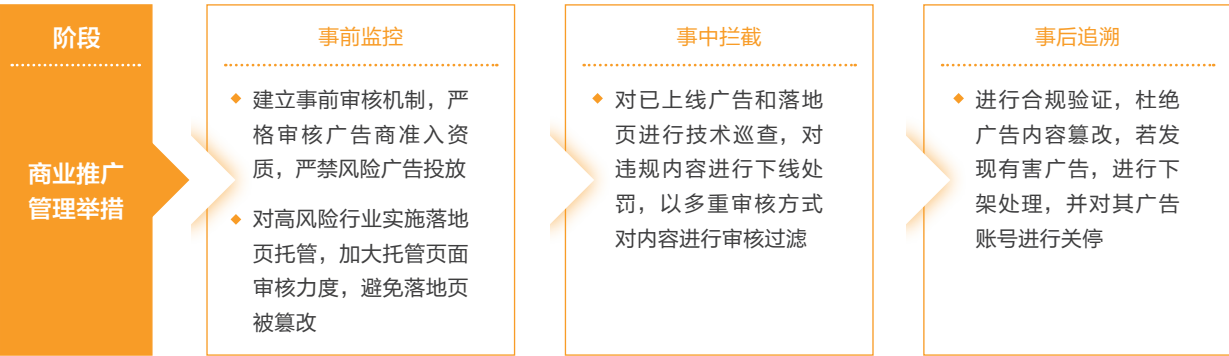 阶段
商业推广
管理举措
事前监控
建立事前审核机制，严
格审核广告商准入资
质，严禁风险广告投放
对高风险行业实施落地
页托管，加大托管页面
审核力度，避免落地页
被篡改
事中拦截
对已上线广告和落地
页进行技术巡查，对
违规内容进行下线处
罚，以多重审核方式
对内容进行审核过滤
事后追溯
进行合规验证，杜绝
广告内容篡改，若发
现有害广告，进行下
架处理，并对其广告
账号进行关停